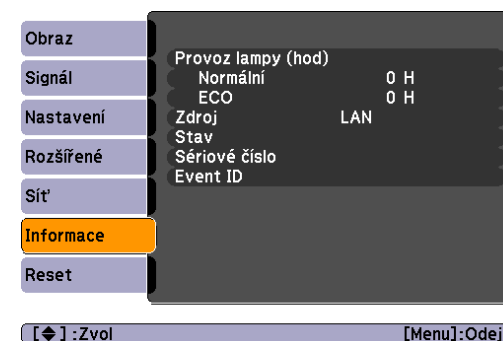 Obraz
Signál
Nastavení
Rozšířené
Síť
Informace
Reset
Provoz lampy (hod)
Normální 0 H
ECO 0 H
Zdroj LAN
Stav
Sériové číslo
Event ID
[◆] :Zvol
[Menu]:Odej